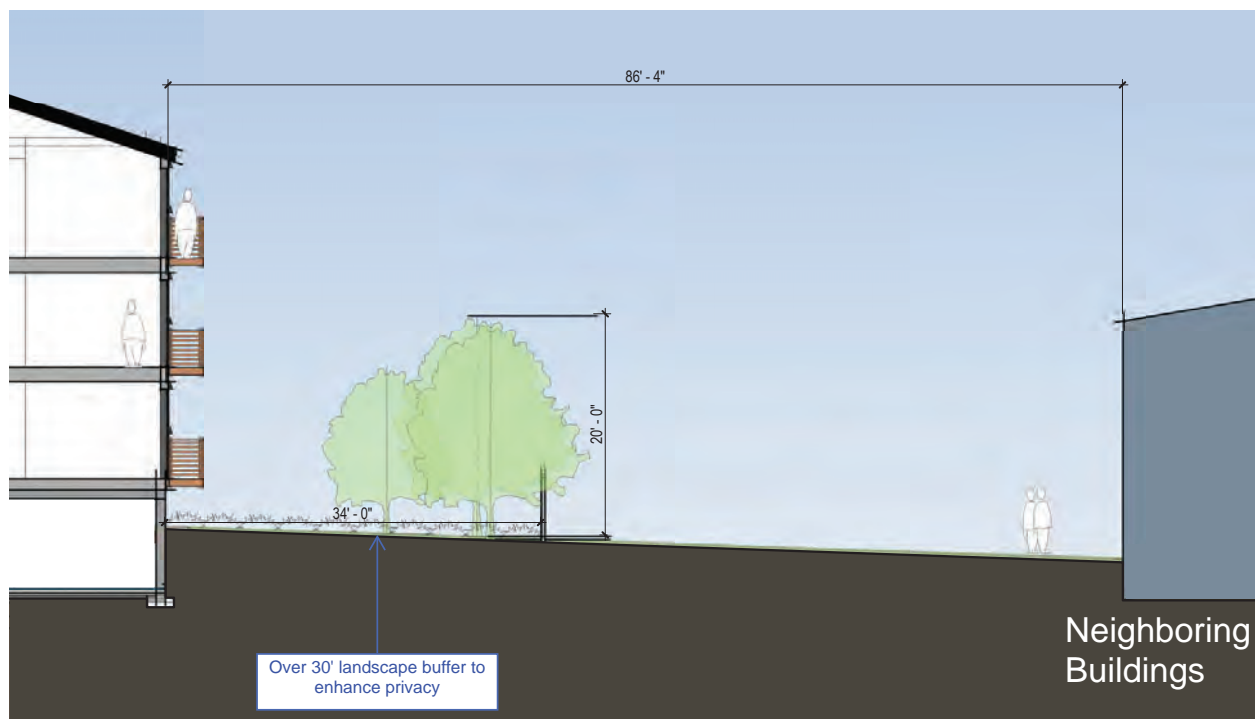 86' - 4"
20' - 0"
34' - 0"
Over 30' landscape buffer to
enhance privacy
Neighboring
Buildings